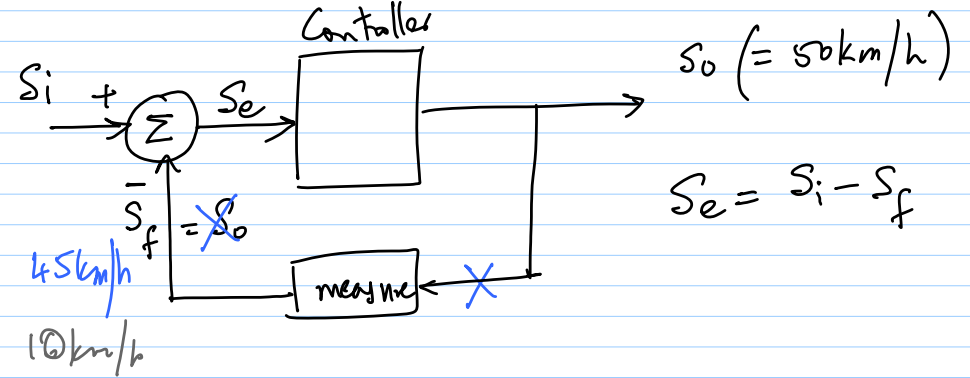 Controller
So (= 50km/h)
Si
+
Se
Σ
Se = Si - Sf
-
Sf = So
45km/h
measure
10km/h